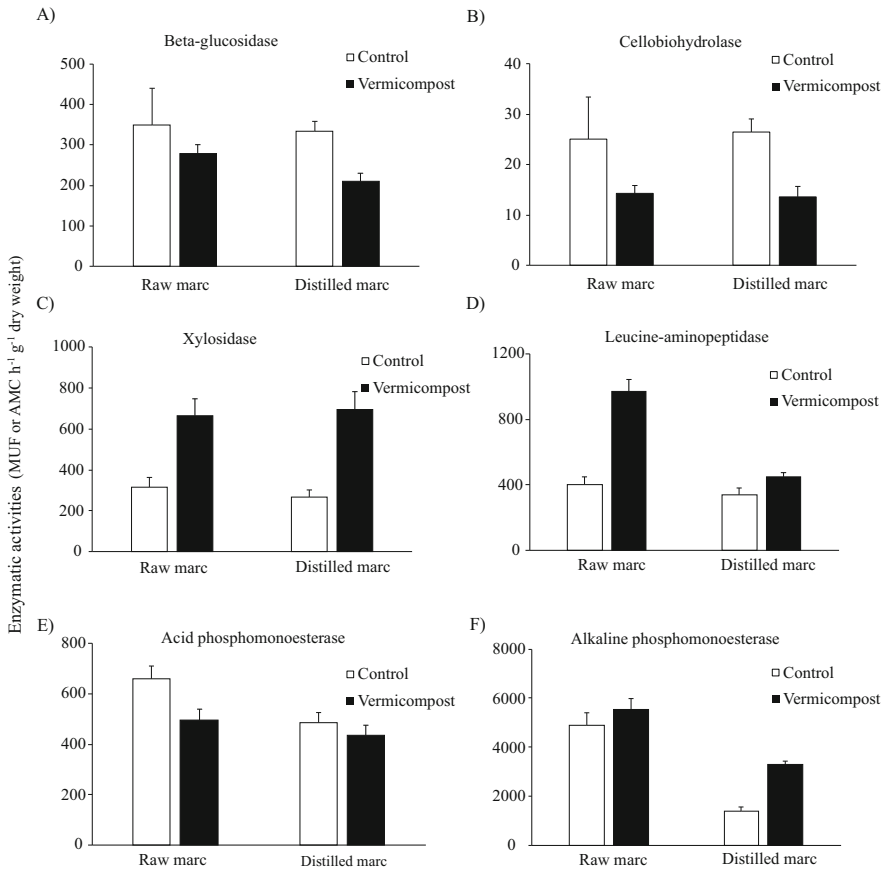 Enzymatic activities (MUF or AMC h⁻¹ g⁻¹ dry weight)
A)
Beta-glucosidase
Control
Vermicompost
500
400
300
200
100
0
Raw marc
Distilled marc
B)
Cellobiohydrolase
Control
Vermicompost
40
30
20
10
0
Raw marc
Distilled marc
C)
Xylosidase
Control
Vermicompost
1000
800
600
400
200
0
Raw marc
Distilled marc
D)
Leucine-aminopeptidase
Control
Vermicompost
1200
800
400
0
Raw marc
Distilled marc
E)
Acid phosphomonoesterase
Control
Vermicompost
800
600
400
200
0
Raw marc
Distilled marc
F)
Alkaline phosphomonoesterase
Control
Vermicompost
8000
6000
4000
2000
0
Raw marc
Distilled marc